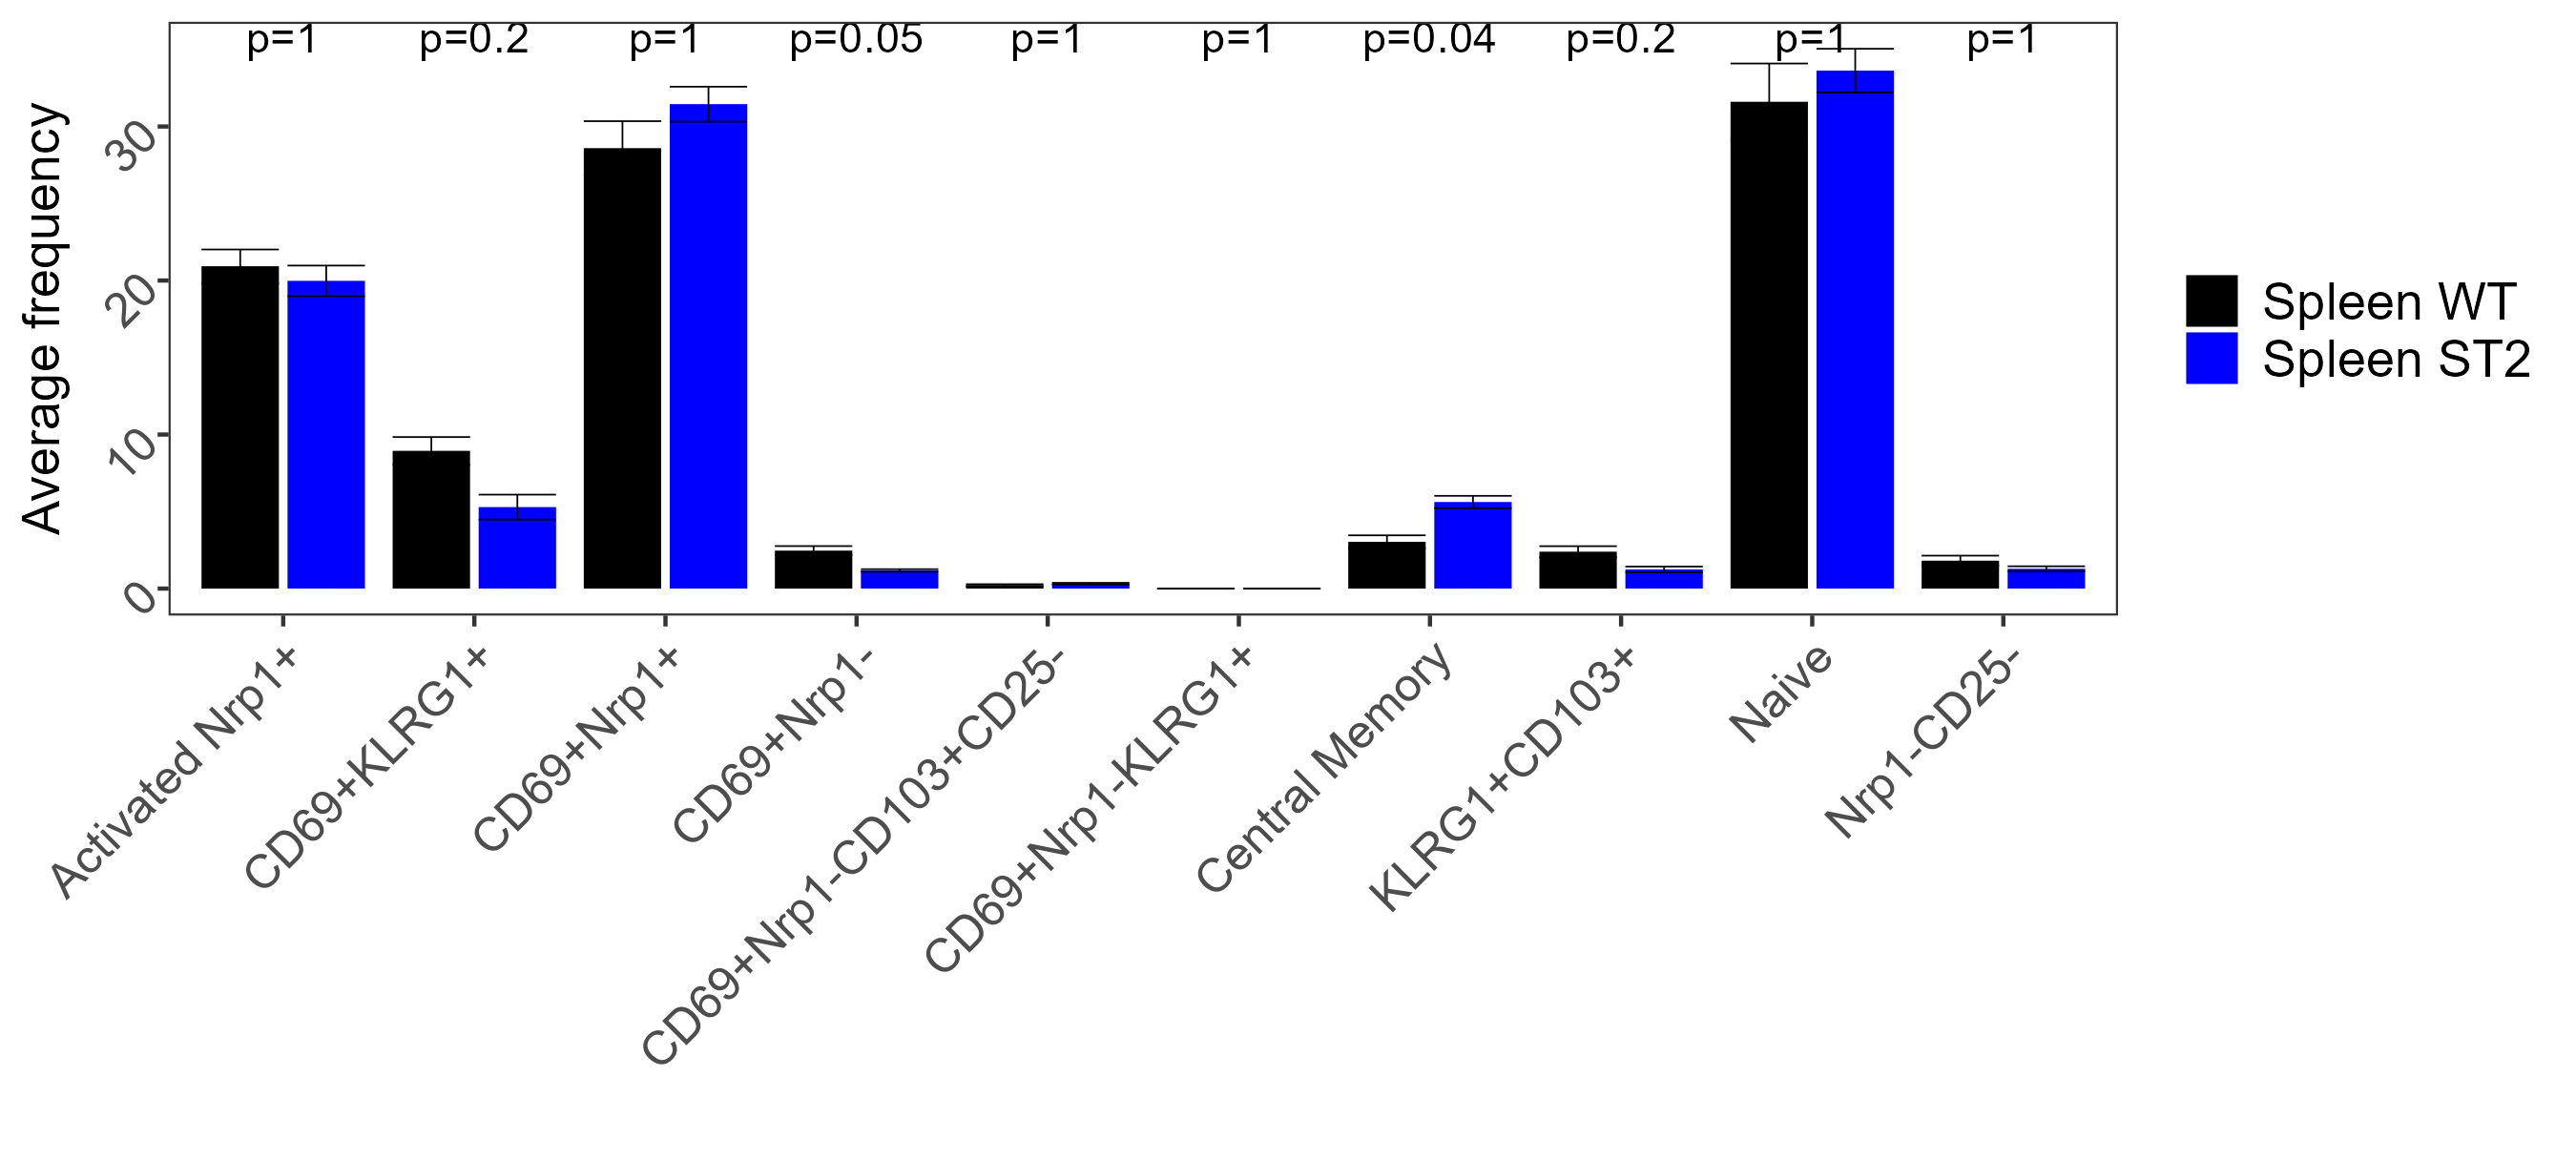 p=1 p=0.2 p=1 p=0.05 p=1 p=1 p=0.04 p=0.2 p=1 p=1
Average frequency
30
20
10
0
Activated Nrp1+
CD69+KLRG1+
CD69+Nrp1+
CD69+Nrp1-
CD69+Nrp1-CD103+CD25-
CD69+Nrp1-KLRG1+
Central Memory
KLRG1+CD103+
Naive
Nrp1-CD25-
Spleen WT
Spleen ST2